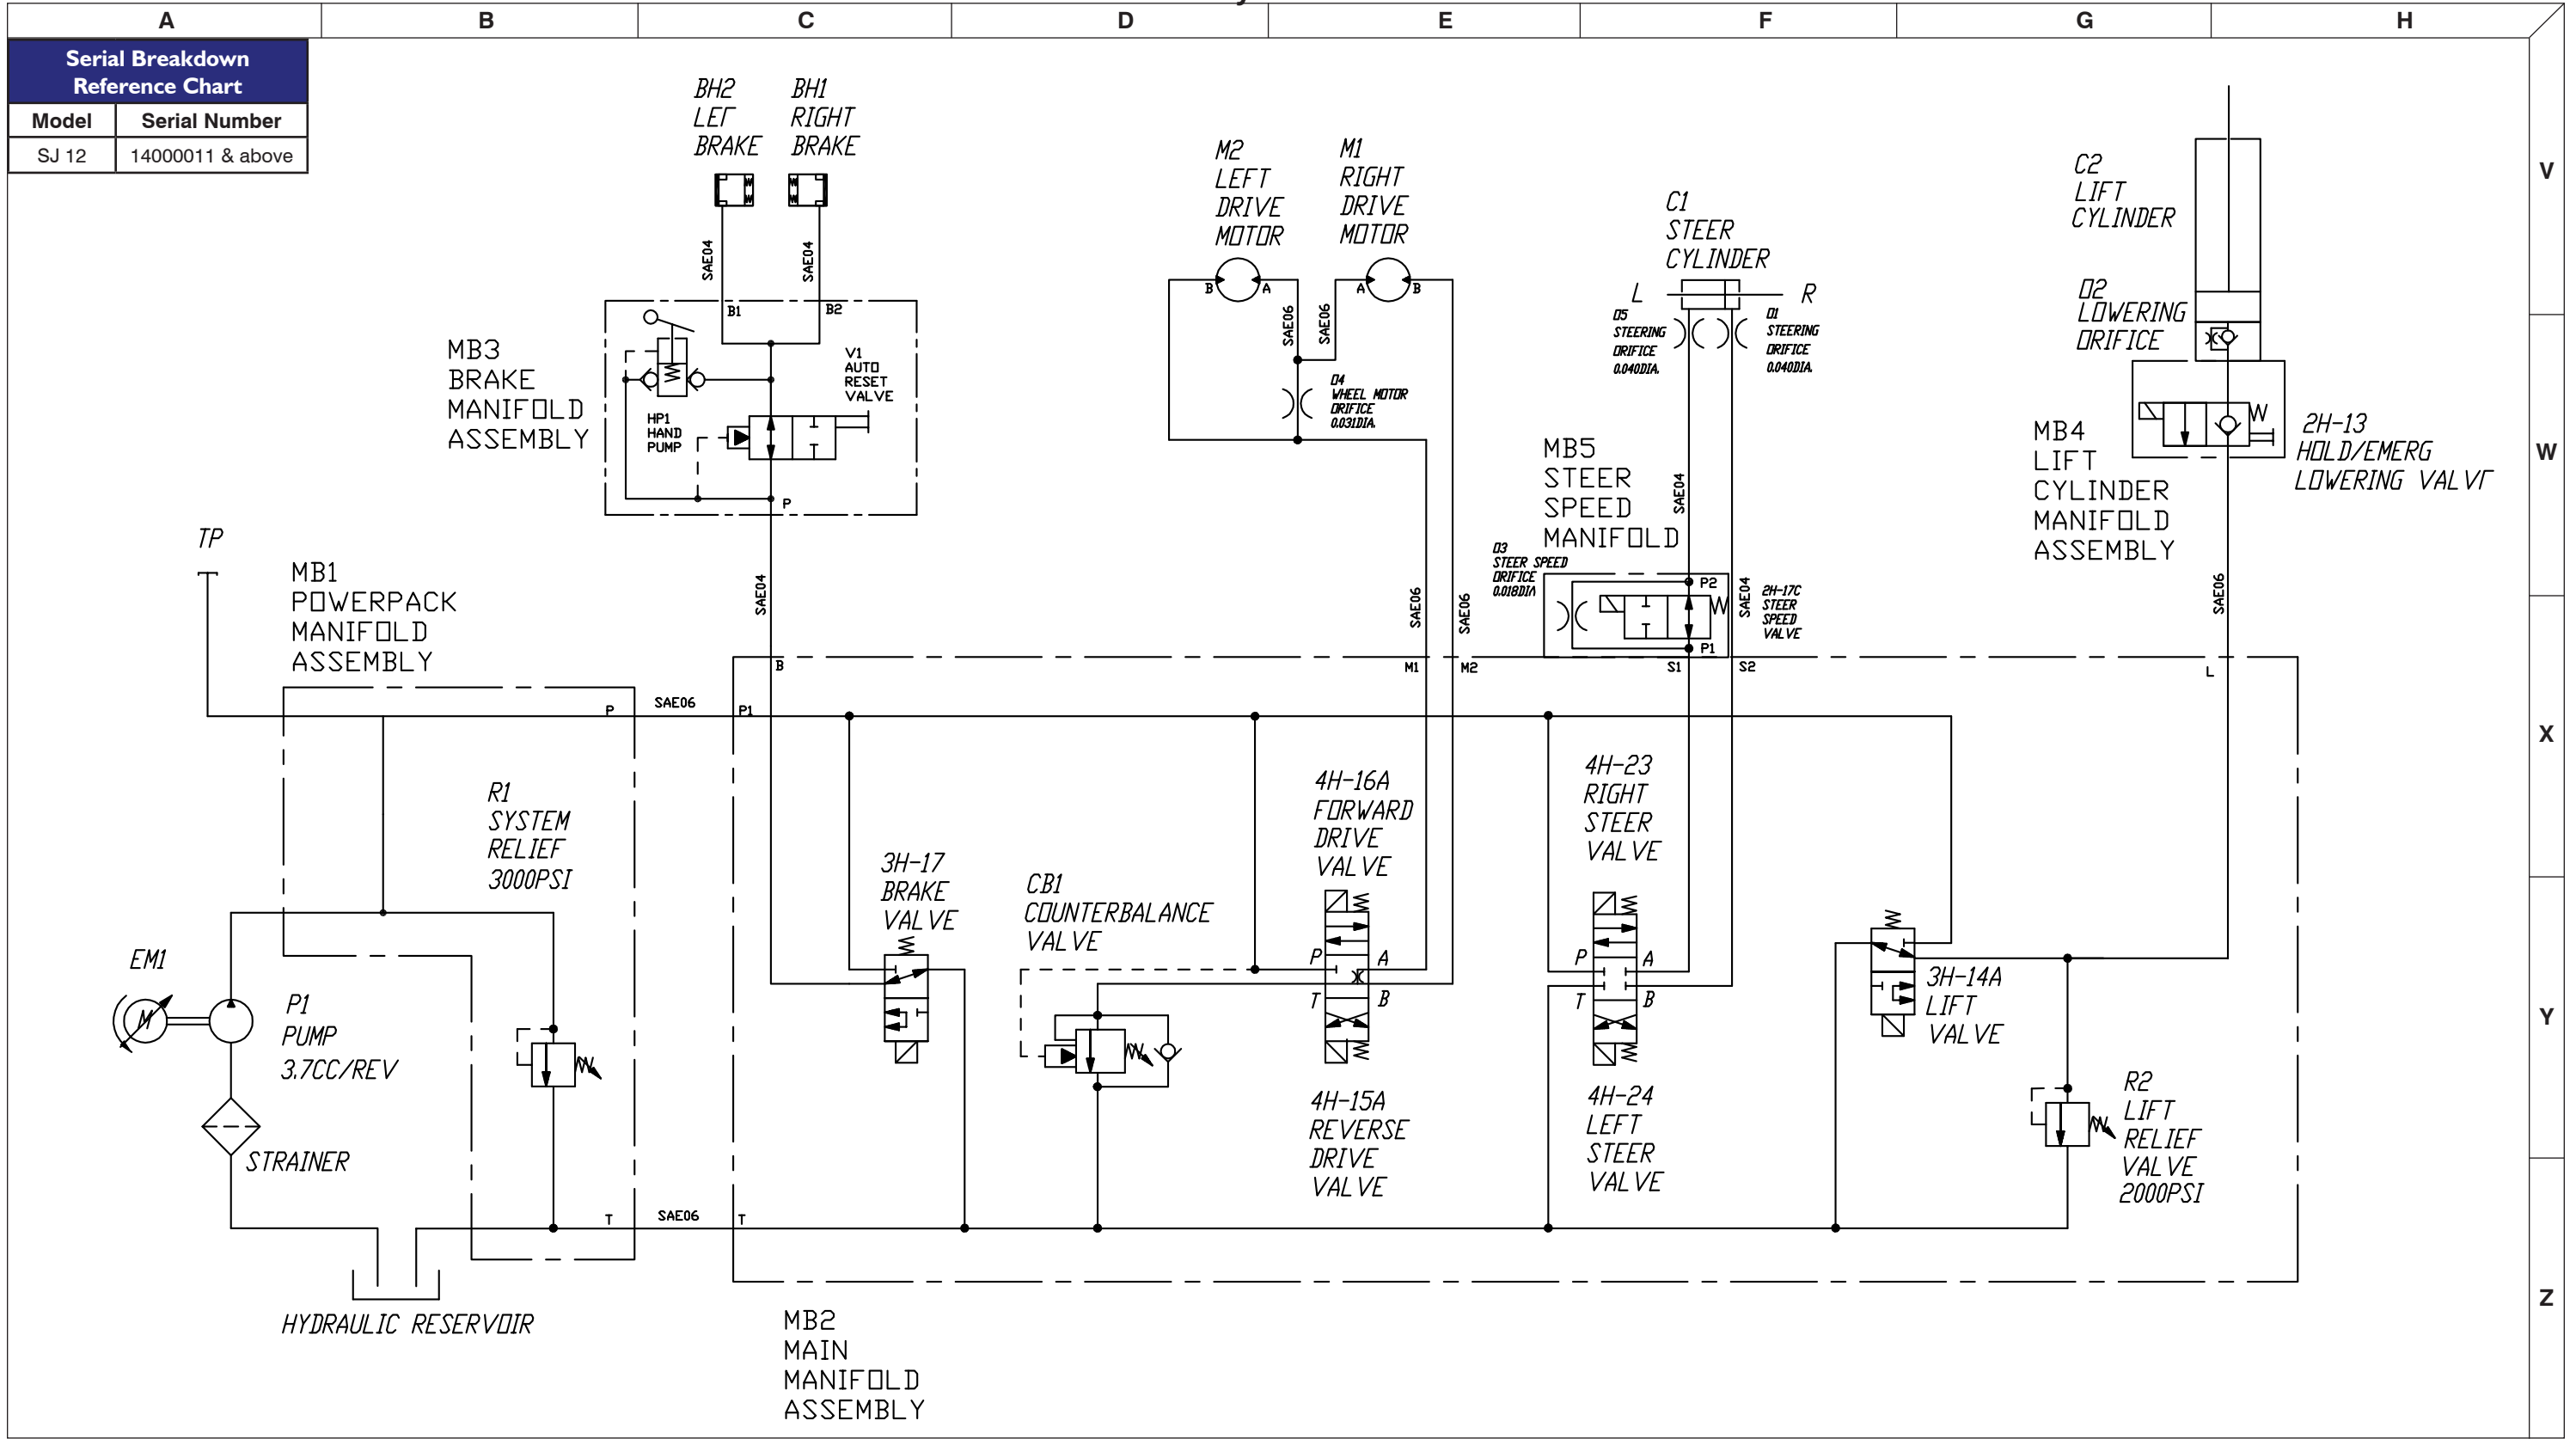 A B C D E F G H
Serial Breakdown
Reference Chart
Model Serial Number
SJ 12 14000011 & above
V
W
X
Y
Z
BH2
LEF
BRAKE
BH1
RIGHT
BRAKE
SAE04
SAE04
B1
B2
MB3
BRAKE
MANIFOLD
ASSEMBLY
V1
AUTO
RESET
VALVE
HP1
HAND
PUMP
P
SAE04
M2
LEFT
DRIVE
MOTOR
M1
RIGHT
DRIVE
MOTOR
B
A
A
B
SAE06
SAE06
O4
WHEEL MOTOR
ORIFICE
0.031DIA.
SAE06
SAE06
C1
STEER
CYLINDER
L
R
O5
STEERING
ORIFICE
0.040DIA.
O1
STEERING
ORIFICE
0.040DIA.
MB5
STEER
SPEED
MANIFOLD
SAE04
O3
STEER SPEED
ORIFICE
0.018DIA
P2
P1
SAE04
2H-17C
STEER
SPEED
VALVE
C2
LIFT
CYLINDER
O2
LOWERING
ORIFICE
MB4
LIFT
CYLINDER
MANIFOLD
ASSEMBLY
2H-13
HOLD/EMERG
LOWERING VALVF
SAE06
TP
MB1
POWERPACK
MANIFOLD
ASSEMBLY
B
M1
M2
S1
S2
L
P
SAE06
P1
R1
SYSTEM
RELIEF
3000PSI
EM1
M
P1
PUMP
3.7CC/REV
STRAINER
HYDRAULIC RESERVOIR
3H-17
BRAKE
VALVE
CB1
COUNTERBALANCE
VALVE
4H-16A
FORWARD
DRIVE
VALVE
P
A
T
B
4H-15A
REVERSE
DRIVE
VALVE
4H-23
RIGHT
STEER
VALVE
P
A
T
B
4H-24
LEFT
STEER
VALVE
3H-14A
LIFT
VALVE
R2
LIFT
RELIEF
VALVE
2000PSI
T
SAE06
T
MB2
MAIN
MANIFOLD
ASSEMBLY